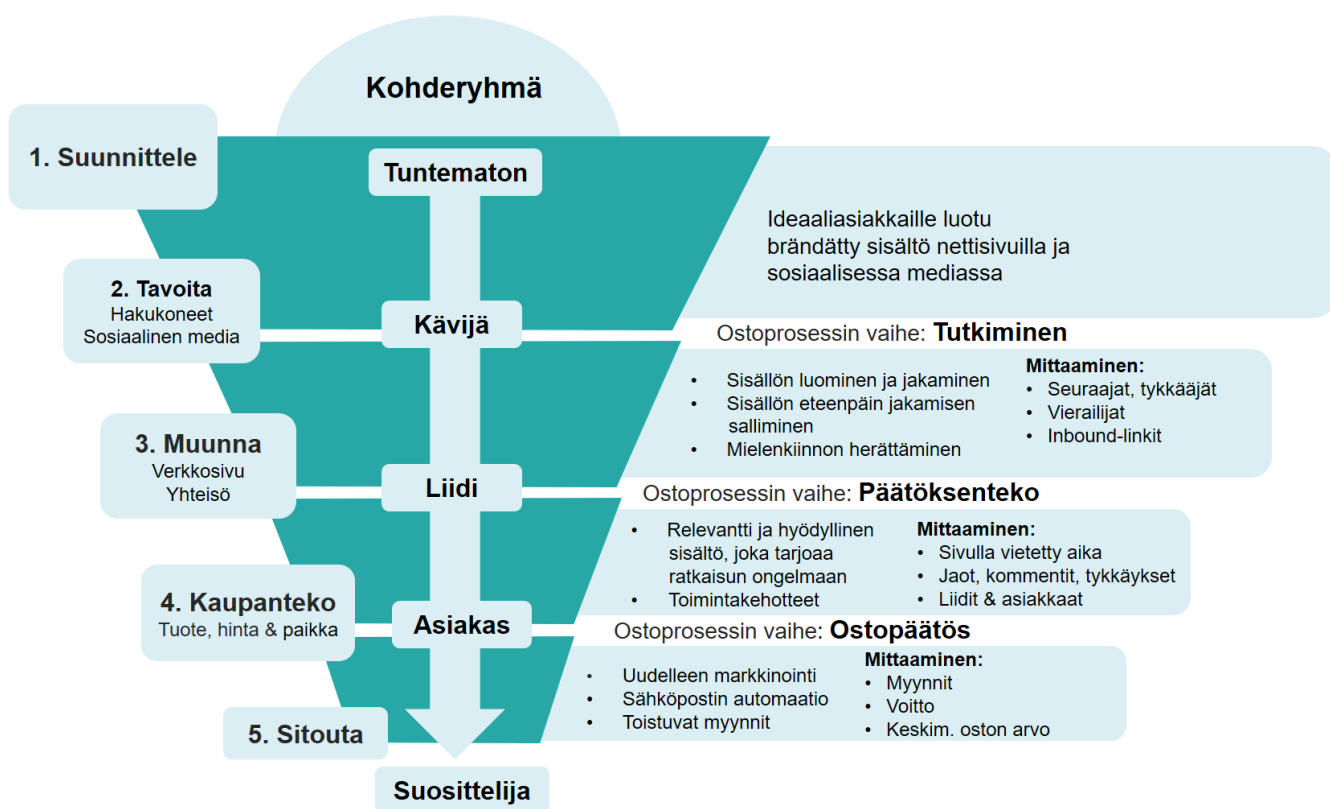 Kohderyhmä
1. Suunnittele
Tuntematon
Ideaaliasiakkaille luotu
brändätty sisältö nettisivuilla ja
sosiaalisessa mediassa
2. Tavoita
Hakukoneet
Sosiaalinen media
Kävijä
Ostoprosessin vaihe: Tutkiminen
• Sisällön luominen ja jakaminen
• Sisällön eteenpäin jakamisen
salliminen
• Mielenkiinnon herättäminen
Mittaaminen:
• Seuraajat, tykkääjät
• Vierailijat
• Inbound-linkit
3. Muunna
Verkkosivu
Yhteisö
Liidi
Ostoprosessin vaihe: Päätöksenteko
• Relevantti ja hyödyllinen
sisältö, joka tarjoaa
ratkaisun ongelmaan
• Toimintakehotteet
Mittaaminen:
• Sivulla vietetty aika
• Jaot, kommentit, tykkäykset
• Liidit & asiakkaat
4. Kaupanteko
Tuote, hinta & paikka
Asiakas
Ostoprosessin vaihe: Ostopäätös
• Uudelleen markkinointi
• Sähköpostin automaatio
• Toistuvat myynnit
Mittaaminen:
• Myynnit
• Voitto
• Keskim. oston arvo
5. Sitouta
Suosittelija